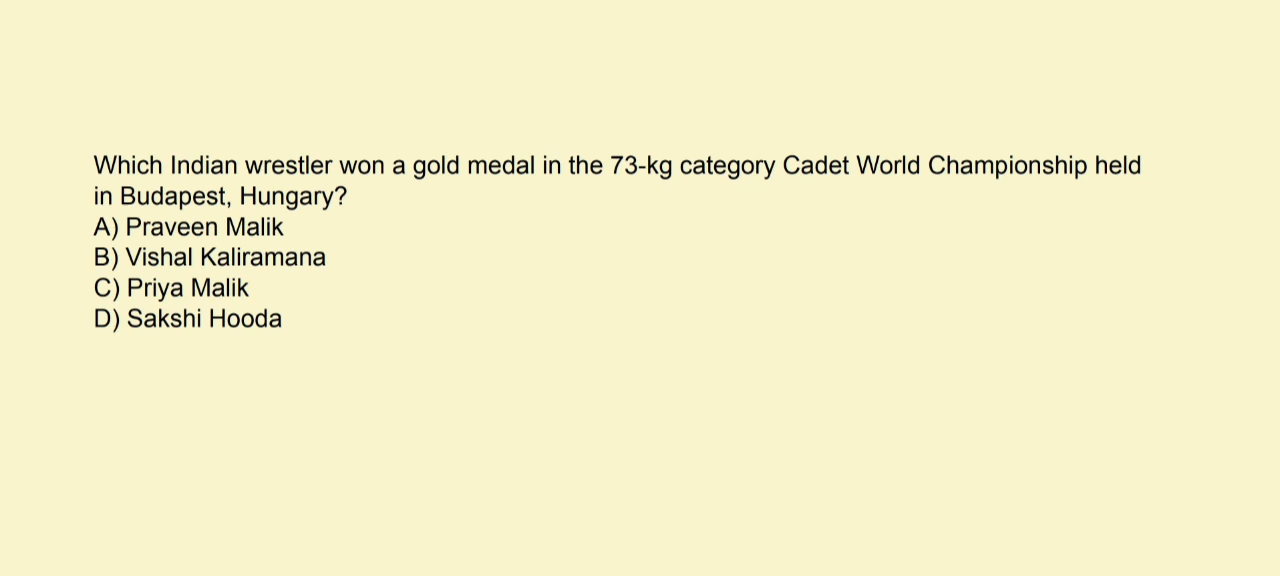 Which Indian wrestler won a gold medal in the 73-kg category Cadet World Championship held
in Budapest, Hungary?
A) Praveen Malik
B) Vishal Kaliramana
C) Priya Malik
D) Sakshi Hooda